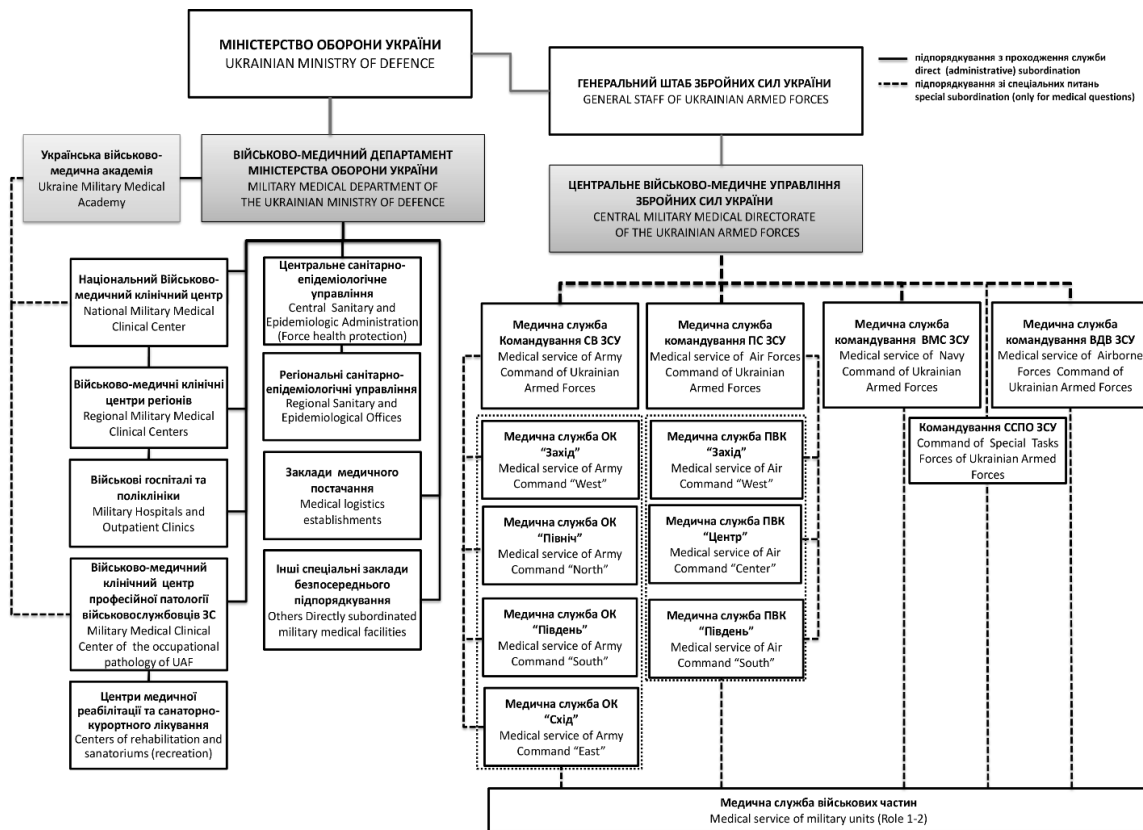 МІНІСТЕРСТВО ОБОРОНИ УКРАЇНИ
UKRAINIAN MINISTRY OF DEFENCE
ГЕНЕРАЛЬНИЙ ШТАБ ЗБРОЙНИХ СИЛ УКРАЇНИ
GENERAL STAFF OF UKRAINIAN ARMED FORCES
підпорядкування з проходження служби
direct (administrative) subordination
підпорядкування зі спеціальних питань
special subordination (only for medical questions)
Українська військово-
медична академія
Ukraine Military Medical
Academy
ВІЙСЬКОВО-МЕДИЧНИЙ ДЕПАРТАМЕНТ
МІНІСТЕРСТВА ОБОРОНИ УКРАЇНИ
MILITARY MEDICAL DEPARTMENT OF
THE UKRAINIAN MINISTRY OF DEFENCE
ЦЕНТРАЛЬНЕ ВІЙСЬКОВО-МЕДИЧНЕ УПРАВЛІННЯ
ЗБРОЙНИХ СИЛ УКРАЇНИ
CENTRAL MILITARY MEDICAL DIRECTORATE
OF THE UKRAINIAN ARMED FORCES
Національний Військово-
медичний клінічний центр
National Military Medical
Clinical Center
Військово-медичні клінічні
центри регіонів
Regional Military Medical
Clinical Centers
Військові госпіталі та
поліклініки
Military Hospitals and
Outpatient Clinics
Військово-медичний
клінічний центр
професійної патології
військовослужбовців ЗС
Military Medical Clinical
Center of the occupational
pathology of UAF
Центри медичної
реабілітації та санаторно-
курортного лікування
Centers of rehabilitation and
sanatoriums (recreation)
Центральне санітарно-
епідеміологічне
управління
Central Sanitary and
Epidemiologic Administration
(Force health protection)
Регіональні санітарно-
епідеміологічні управління
Regional Sanitary and
Epidemiological Offices
Заклади медичного
постачання
Medical logistics
establishments
Інші спеціальні заклади
безпосереднього
підпорядкування
Others Directly subordinated
military medical facilities
Медична служба
Командування СВ ЗСУ
Medical service of Army
Command of Ukrainian
Armed Forces
Медична служба
командування ПС ЗСУ
Medical service of Air Forces
Command of Ukrainian
Armed Forces
Медична служба
командування ВМС ЗСУ
Medical service of Navy
Command of Ukrainian
Armed Forces
Медична служба
командування ВДВ ЗСУ
Medical service of Airborne
Forces Command of
Ukrainian Armed Forces
Командування ССПО ЗСУ
Command of Special Tasks
Forces of Ukrainian Armed
Forces
Медична служба ОК
“Захід”
Medical service of Army
Command “West”
Медична служба ОК
“Північ”
Medical service of Army
Command “North”
Медична служба ОК
“Південь”
Medical service of Army
Command “South”
Медична служба ОК
“Схід”
Medical service of Army
Command “East”
Медична служба ПВК
“Захід”
Medical service of Air
Command “West”
Медична служба ПВК
“Центр”
Medical service of Air
Command “Center”
Медична служба ПВК
“Південь”
Medical service of Air
Command “South”
Медична служба військових частин
Medical service of military units (Role 1-2)